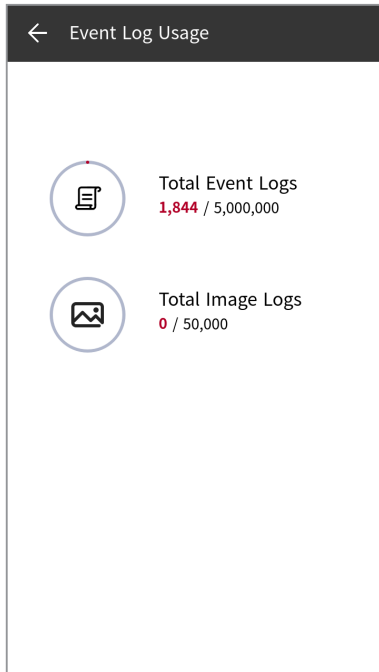 Event Log Usage
Total Event Logs
1,844 / 5,000,000
Total Image Logs
0 / 50,000